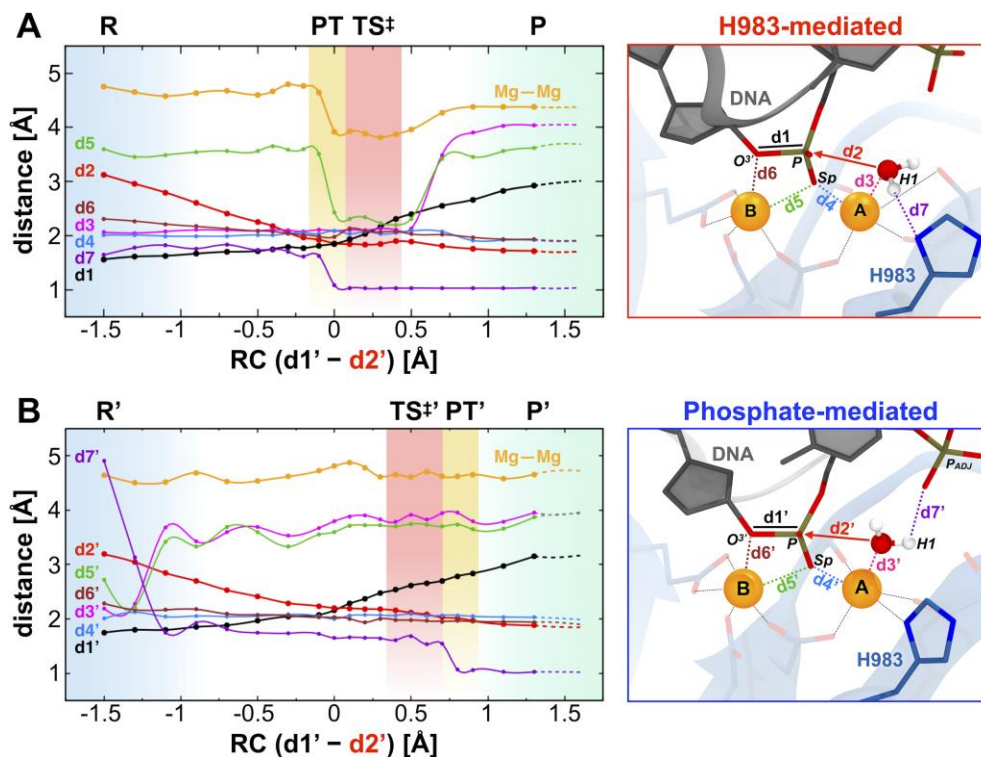 A
R
PT
TS‡
P
5
4
3
2
1
distance [Å]
d5
d2
d6
d3
d4
d7
d1
Mg—Mg
-1.5
-1
-0.5
0
0.5
1
1.5
RC (d1’ − d2’) [Å]
H983-mediated
DNA
d1
O3’
P
d2
d6
Sp
H1
d3
B
d5
d4
A
d7
H983
B
R’
TS‡’
PT’
P’
5
4
3
2
1
distance [Å]
d7’
d2’
d5’
d6’
d3’
d4’
d1’
Mg—Mg
-1.5
-1
-0.5
0
0.5
1
1.5
RC (d1’ − d2’) [Å]
Phosphate-mediated
DNA
PADJ
d1’
d7’
O3’
P
d2’
H1
d6’
Sp
d3’
B
d5’
d4’
A
H983